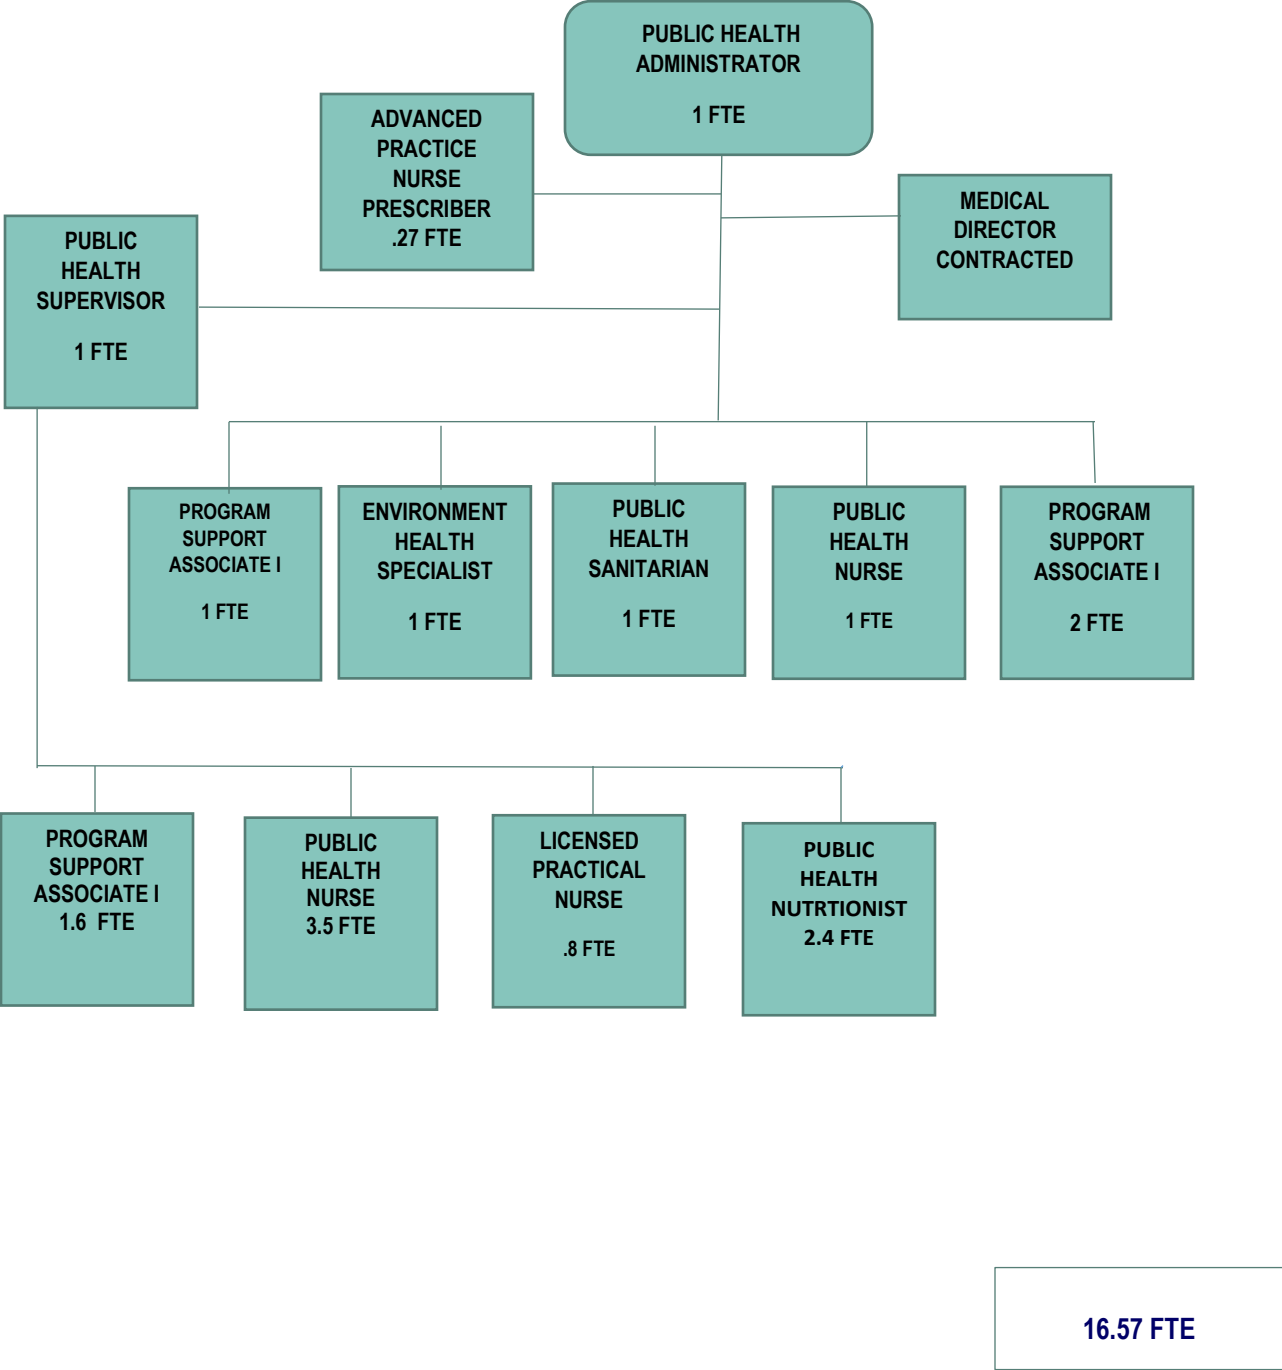 PUBLIC HEALTH
ADMINISTRATOR
1 FTE
ADVANCED
PRACTICE
NURSE
PRESCRIBER
.27 FTE
MEDICAL
DIRECTOR
CONTRACTED
PUBLIC
HEALTH
SUPERVISOR
1 FTE
PROGRAM
SUPPORT
ASSOCIATE I
1 FTE
ENVIRONMENT
HEALTH
SPECIALIST
1 FTE
PUBLIC
HEALTH
SANITARIAN
1 FTE
PUBLIC
HEALTH
NURSE
1 FTE
PROGRAM
SUPPORT
ASSOCIATE I
2 FTE
PROGRAM
SUPPORT
ASSOCIATE I
1.6 FTE
PUBLIC
HEALTH
NURSE
3.5 FTE
LICENSED
PRACTICAL
NURSE
.8 FTE
PUBLIC
HEALTH
NUTRTIONIST
2.4 FTE
16.57 FTE